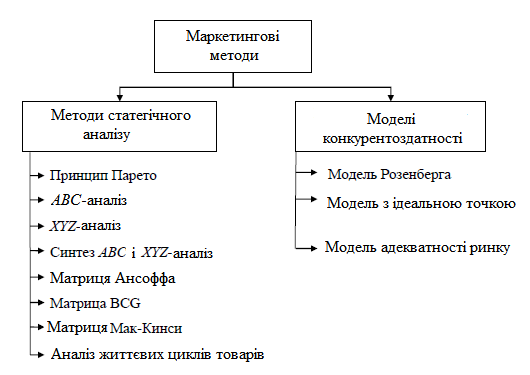 Маркетингові
методи
Методи статегічного
аналізу
Моделі
конкурентоздатності
Принцип Парето
ABC-аналіз
XYZ-аналіз
Синтез ABC і XYZ-аналіз
Матриця Ансоффа
Матрица BCG
Матриця Мак-Кинси
Аналіз життєвих циклів товарів
Модель Розенберга
Модель з ідеальною точкою
Модель адекватності ринку